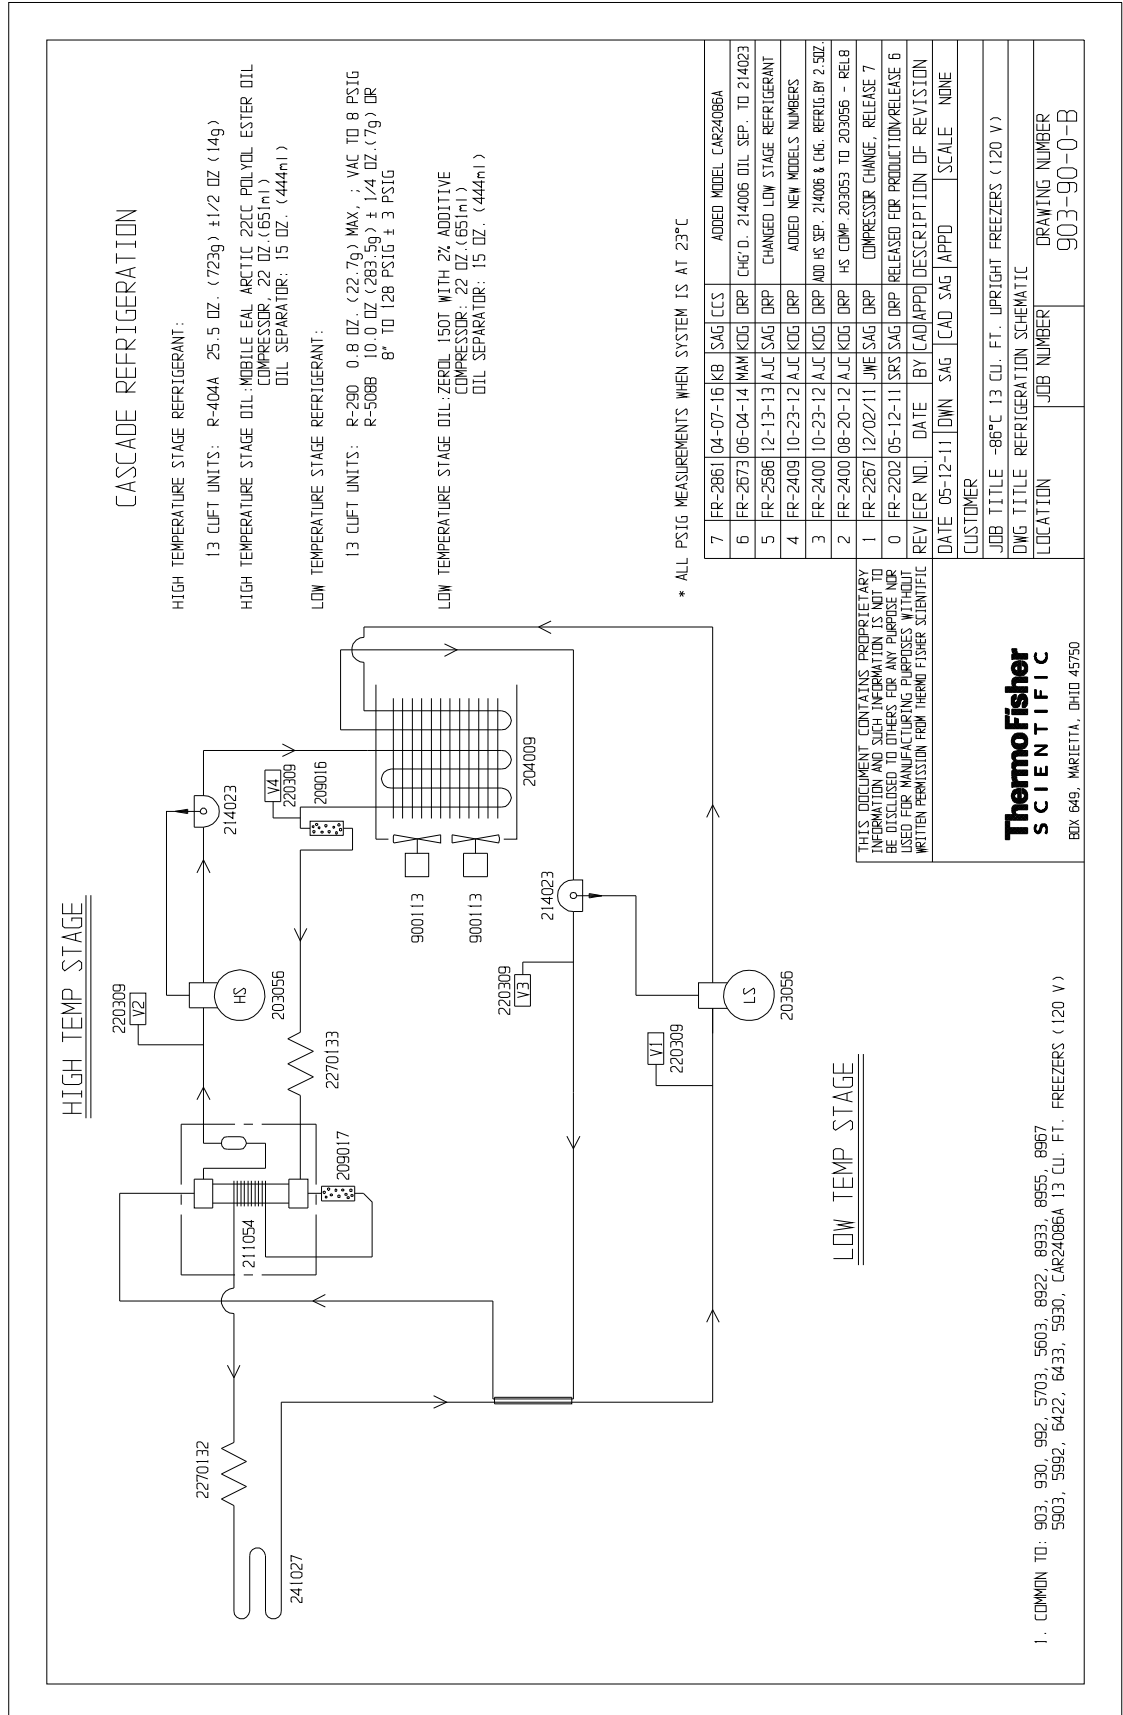 CASCADE REFRIGERATION
HIGH TEMPERATURE STAGE REFRIGERANT:
13 CUFT UNITS: R-404A 25.5 OZ. (723g) ±1/2 OZ (14g)
HIGH TEMPERATURE STAGE OIL:MOBILE EAL ARCTIC 22CC POLYOL ESTER OIL
COMPRESSOR, 22 OZ.(651ml)
OIL SEPARATOR: 15 OZ. (444ml)
LOW TEMPERATURE STAGE REFRIGERANT:
13 CUFT UNITS: R-290 0.8 OZ. (22.7g) MAX, ; VAC TO 8 PSIG
R-508B 10.0 OZ (283.5g) ± 1/4 OZ.(7g) OR
8" TO 128 PSIG ± 3 PSIG
LOW TEMPERATURE STAGE OIL:ZEROL 150T WITH 2% ADDITIVE
COMPRESSOR: 22 OZ.(651ml)
OIL SEPARATOR: 15 OZ. (444ml)
* ALL PSIG MEASUREMENTS WHEN SYSTEM IS AT 23°C
HIGH TEMP STAGE
220309
V2
HS
203056
214023
V4
220309
209016
2270133
209017
211054
204009
900113
900113
2270132
241027
214023
220309
V3
V1
220309
LS
203056
LOW TEMP STAGE
1. COMMON TO: 903, 930, 992, 5703, 5603, 8922, 8933, 8955, 8967
5903, 5992, 6422, 6433, 5930, CAR24086A 13 CU. FT. FREEZERS (120 V)
7 FR-2861 04-07-16 KB SAG CCS ADDED MODEL CAR24086A
6 FR-2673 06-04-14 MAM KDG DRP CHG'D. 214006 OIL SEP. TO 214023
5 FR-2586 12-13-13 AJC SAG DRP CHANGED LOW STAGE REFRIGERANT
4 FR-2409 10-23-12 AJC KDG DRP ADDED NEW MODELS NUMBERS
3 FR-2400 10-23-12 AJC KDG DRP ADD HS SEP. 214006 & CHG. REFRIG.BY 2.5OZ.
2 FR-2400 08-20-12 AJC KDG DRP HS COMP.203053 TO 203056 - REL8
1 FR-2267 12/02/11 JWE SAG DRP COMPRESSOR CHANGE, RELEASE 7
0 FR-2202 05-12-11 SRS SAG DRP RELEASED FOR PRODUCTION/RELEASE 6
REV ECR NO. DATE BY CAD APPD DESCRIPTION OF REVISION
DATE 05-12-11 DWN SAG CAD SAG APPD SCALE NONE
CUSTOMER
JOB TITLE -86°C 13 CU. FT. UPRIGHT FREEZERS (120 V)
DWG TITLE REFRIGERATION SCHEMATIC
LOCATION JOB NUMBER DRAWING NUMBER
903-90-0-B
THIS DOCUMENT CONTAINS PROPRIETARY
INFORMATION AND SUCH INFORMATION IS NOT TO
BE DISCLOSED TO OTHERS FOR ANY PURPOSE NOR
USED FOR MANUFACTURING PURPOSES WITHOUT
WRITTEN PERMISSION FROM THERMO FISHER SCIENTIFIC
ThermoFisher
SCIENTIFIC
BOX 649, MARIETTA, OHIO 45750